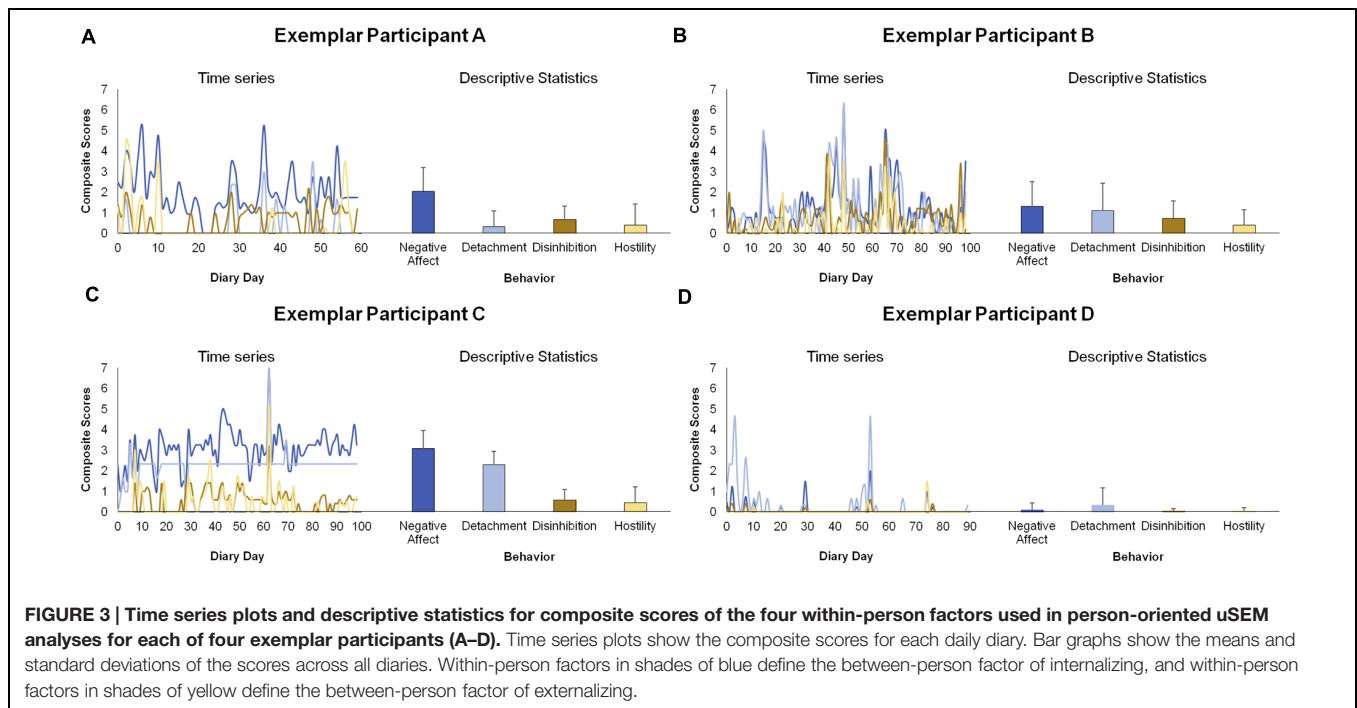 A
Exemplar Participant A
Time series
Descriptive Statistics
Composite Scores
7
6
5
4
3
2
1
0
0 10 20 30 40 50 60
Negative Affect
Detachment
Disinhibition
Hostility
Diary Day
Behavior
B
Exemplar Participant B
Time series
Descriptive Statistics
Composite Scores
7
6
5
4
3
2
1
0
0 10 20 30 40 50 60 70 80 90 100
Negative Affect
Detachment
Disinhibition
Hostility
Diary Day
Behavior
C
Exemplar Participant C
Time series
Descriptive Statistics
Composite Scores
7
6
5
4
3
2
1
0
0 10 20 30 40 50 60 70 80 90 100
Negative Affect
Detachment
Disinhibition
Hostility
Diary Day
Behavior
D
Exemplar Participant D
Time series
Descriptive Statistics
Composite Scores
7
6
5
4
3
2
1
0
0 10 20 30 40 50 60 70 80 90
Negative Affect
Detachment
Disinhibition
Hostility
Diary Day
Behavior
FIGURE 3 | Time series plots and descriptive statistics for composite scores of the four within-person factors used in person-oriented uSEM
analyses for each of four exemplar participants (A–D). Time series plots show the composite scores for each daily diary. Bar graphs show the means and
standard deviations of the scores across all diaries. Within-person factors in shades of blue define the between-person factor of internalizing, and within-person
factors in shades of yellow define the between-person factor of externalizing.